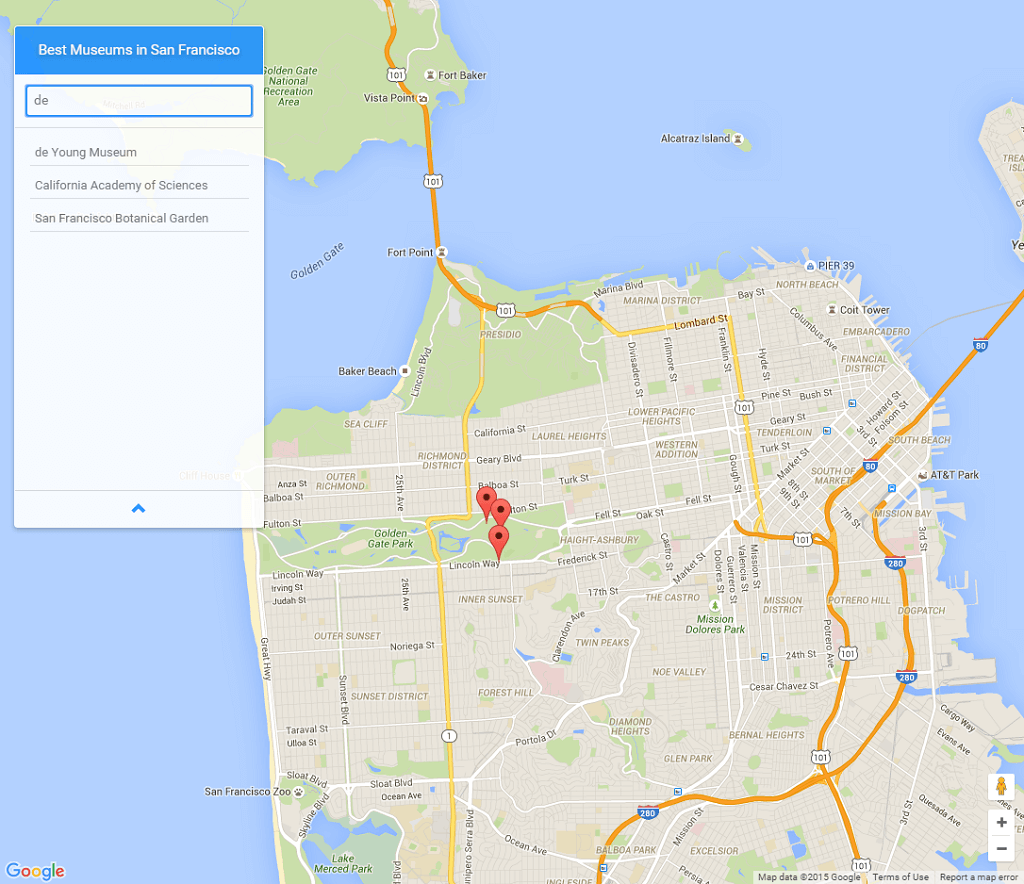 Best Museums in San Francisco
de
de Young Museum
California Academy of Sciences
San Francisco Botanical Garden
Golden Gate
National
Recreation
Area
101
Fort Baker
Vista Point
101
Alcatraz Island
Golden Gate
Fort Point
PIER 39
NORTH BEACH
Marina Blvd
MARINA DISTRICT
Bay St
101
Coit Tower
Columbus Ave
Lombard St
EMBARCADERO
PRESIDIO
80
Divisadero St
Fillmore St
Franklin St
Hyde St
FINANCIAL
DISTRICT
Baker Beach
Lincoln Blvd
Pine St
Bush St
Howard St
Folsom St
101
LOWER PACIFIC
HEIGHTS
Geary St
SEA CLIFF
California St
LAUREL HEIGHTS
TENDERLOIN
3rd St
SOUTH BEACH
WESTERN
ADDITION
Turk St
RICHMOND
DISTRICT
Geary Blvd
Gough St
Market St
80
Cliff House
OUTER
RICHMOND
25th Ave
Turk St
SOUTH OF
MARKET
AT&T Park
Anza St
Balboa St
Balboa St
8th St
9th St
Fell St
Fulton St
Fell St
Oak St
7th St
MISSION BAY
Golden
Gate Park
HAIGHT-ASHBURY
101
3rd St
Lincoln Way
Lincoln Way
Frederick St
Castro St
Market St
280
Irving St
Judah St
25th Ave
INNER SUNSET
17th St
THE CASTRO
Dolores St
Guerrero St
Valencia St
Mission St
MISSION
DISTRICT
POTRERO HILL
DOGPATCH
Mission
Dolores Park
Great Hwy
OUTER SUNSET
Noriega St
Clarendon Ave
TWIN PEAKS
Potrero Ave
24th St
101
NOE VALLEY
280
Sunset Blvd
SUNSET DISTRICT
FOREST HILL
Cesar Chavez St
Taraval St
Ulloa St
1
Portola Dr
DIAMOND
HEIGHTS
BERNAL HEIGHTS
Cargo Way
Evans Ave
GLEN PARK
101
San Francisco Zoo
Sloat Blvd
Sloat Blvd
Ocean Ave
Skyline Blvd
Junipero Serra Blvd
280
Mission St
3rd St
Quesada Ave
Ocean Ave
Lake
Merced Park
BALBOA PARK
EXCELSIOR
101
Google
Map data ©2015 Google
Terms of Use
Report a map error